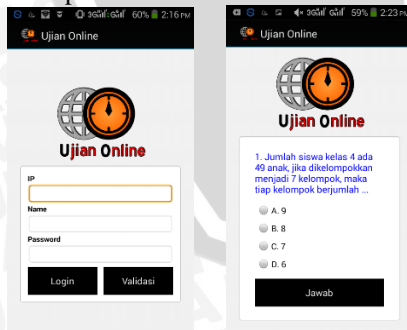 3G 60% 2:16 PM
Ujian Online
Ujian Online
IP
Name
Password
Login Validasi
59% 2:23 PM
Ujian Online
Ujian Online
1. Jumlah siswa kelas 4 ada
49 anak, jika dikelompokkan
menjadi 7 kelompok, maka
tiap kelompok berjumlah ...
A. 9
B. 8
C. 7
D. 6
Jawab